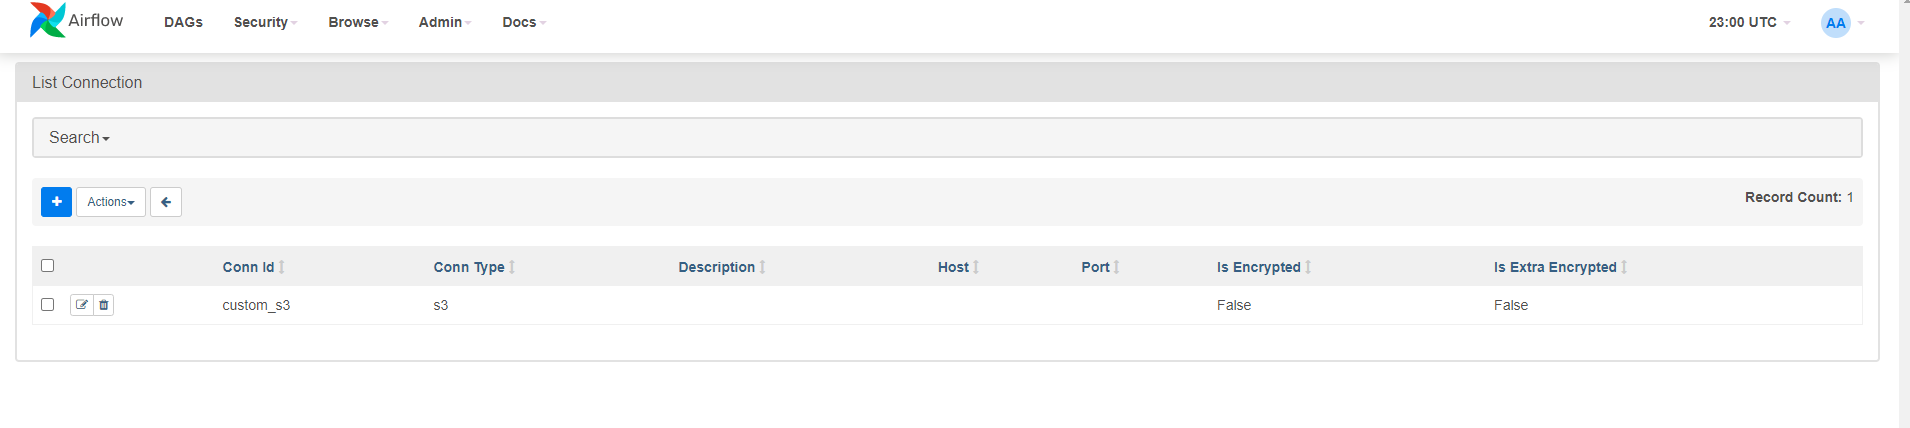 Airflow DAGs Security Browse Admin Docs 23:00 UTC AA
List Connection
Search
Actions Record Count: 1
Conn Id Conn Type Description Host Port Is Encrypted Is Extra Encrypted
custom_s3 s3 False False